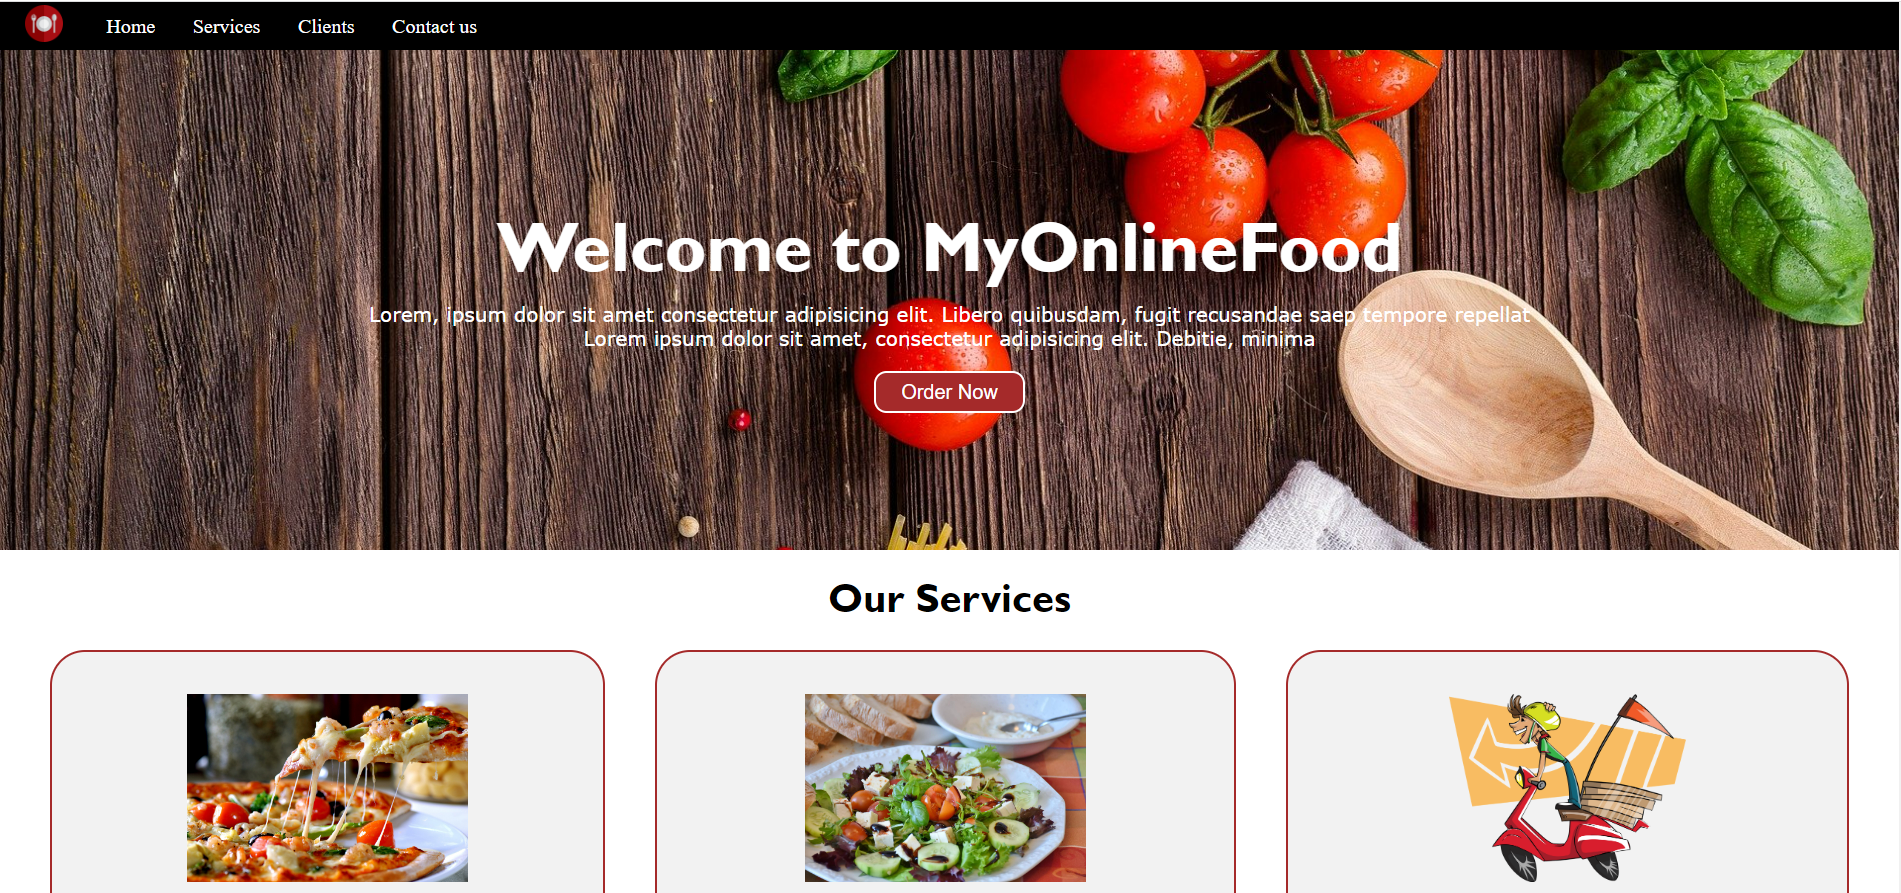 Home Services Clients Contact us
Welcome to MyOnlineFood
Lorem, ipsum dolor sit amet consectetur adipisicing elit. Libero quibusdam, fugit recusandae saep tempore repellat
Lorem ipsum dolor sit amet, consectetur adipisicing elit. Debitie, minima
Order Now
Our Services